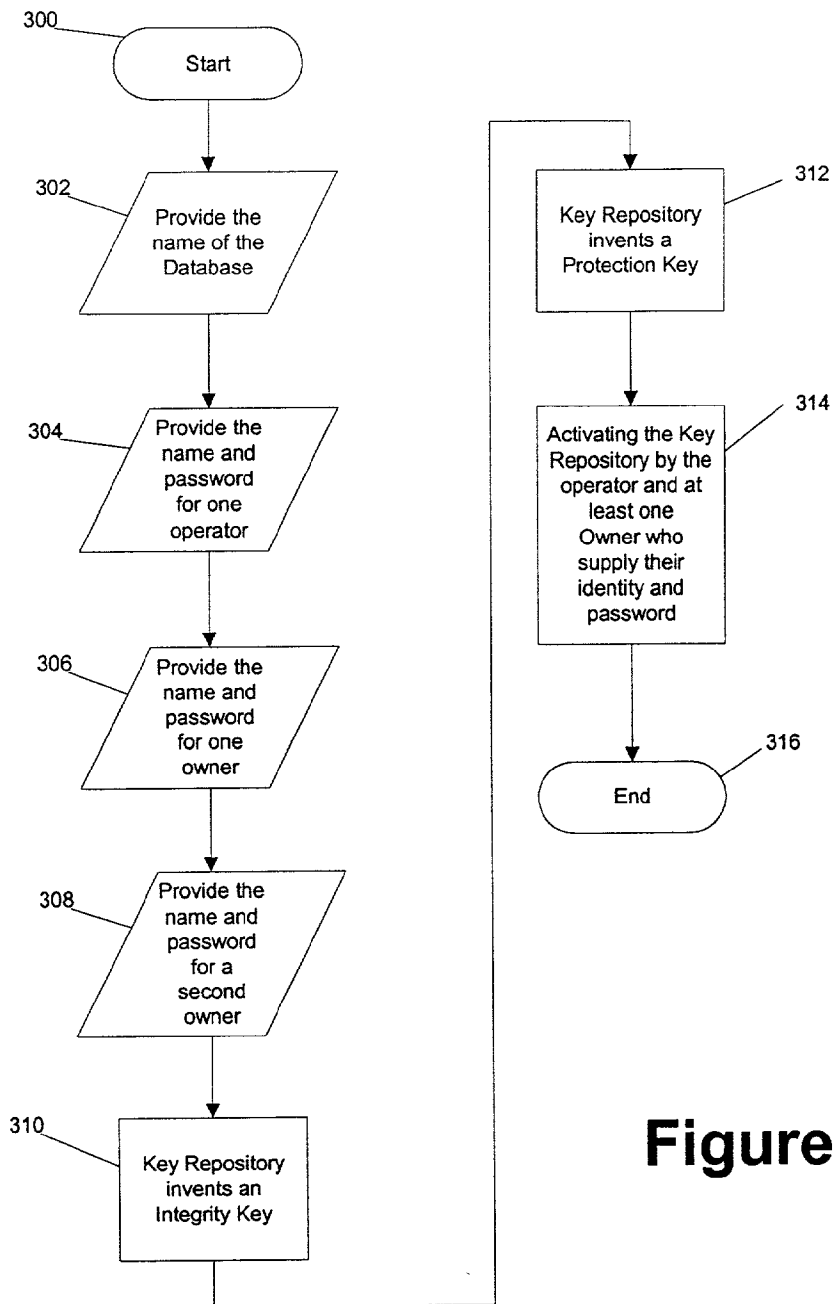 300
Start
302
Provide the
name of the
Database
304
Provide the
name and
password
for one
operator
306
Provide the
name and
password
for one
owner
308
Provide the
name and
password
for a
second
owner
310
Key Repository
invents an
Integrity Key
312
Key Repository
invents a
Protection Key
314
Activating the Key
Repository by the
operator and at
least one
Owner who
supply their
identity and
password
316
End
Figure